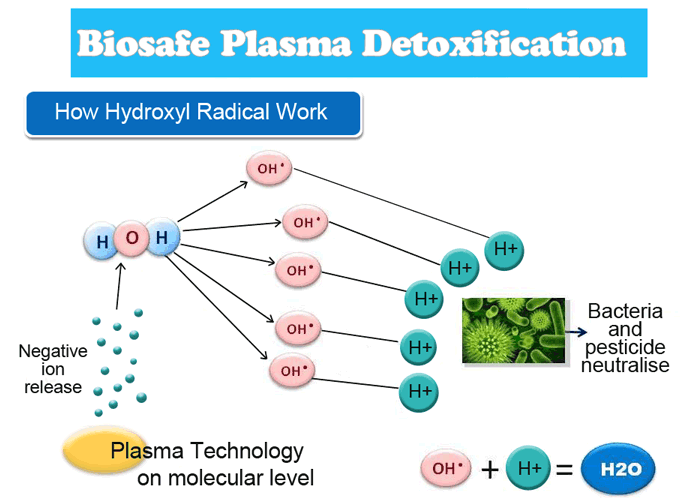 Biosafe Plasma Detoxification
How Hydroxyl Radical Work
OH•
OH•
H O H
H+
H+
OH•
H+
Negative
ion
release
OH•
H+
OH•
H+
Bacteria
and
pesticide
neutralise
Plasma Technology
on molecular level
OH• + H+ = H2O